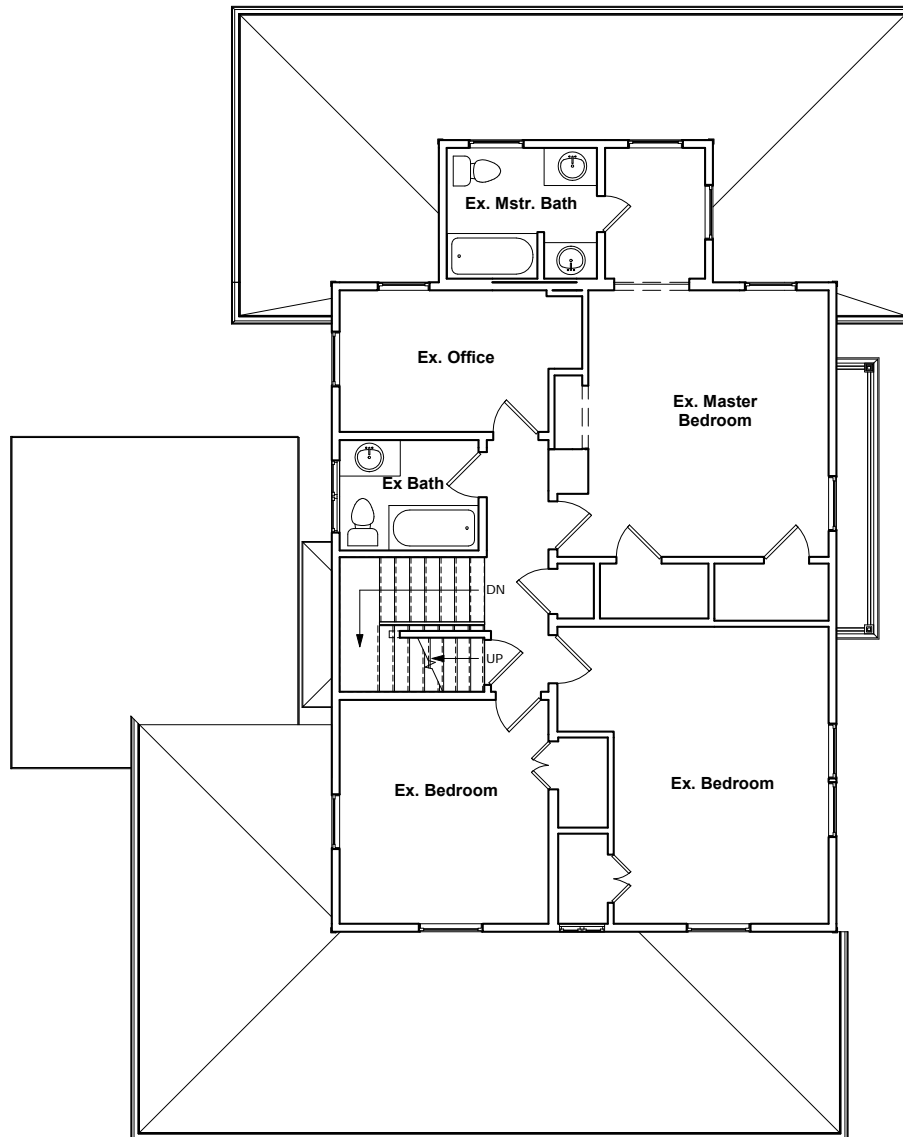 Ex. Mstr. Bath
Ex. Office
Ex. Master
Bedroom
Ex Bath
DN
UP
Ex. Bedroom
Ex. Bedroom